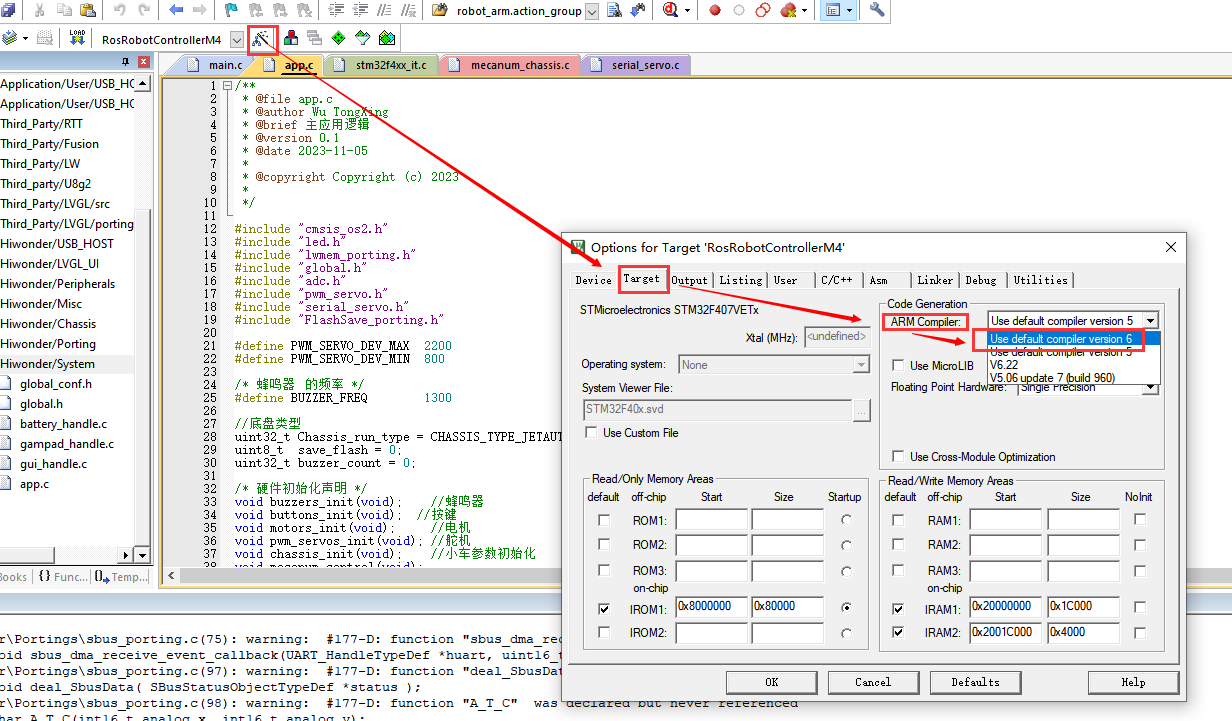 robot_arm.action_group
LOAD
RosRobotControllerM4
main.c
app.c
stm32f4xx_it.c
mecanum_chassis.c
serial_servo.c
Application/User/USB_HO
Application/User/USB_HO
Third_Party/RTT
Third_Party/Fusion
Third_Party/LW
Third_party/U8g2
Third_Party/LVGL/src
Third_Party/LVGL/porting
Hiwonder/USB_HOST
Hiwonder/LVGL_UI
Hiwonder/Peripherals
Hiwonder/Misc
Hiwonder/Chassis
Hiwonder/Porting
Hiwonder/System
global_conf.h
global.h
battery_handle.c
gampad_handle.c
gui_handle.c
app.c
Books
{} Func...
Temp...
1 /**
2 * @file app.c
3 * @author Wu TongXing
4 * @brief 主应用逻辑
5 * @version 0.1
6 * @date 2023-11-05
7 *
8 * @copyright Copyright (c) 2023
9 *
10 */
11
12 #include "cmsis_os2.h"
13 #include "led.h"
14 #include "lwmem_porting.h"
15 #include "global.h"
16 #include "adc.h"
17 #include "pwm_servo.h"
18 #include "serial_servo.h"
19 #include "FlashSave_porting.h"
20
21 #define PWM_SERVO_DEV_MAX 2200
22 #define PWM_SERVO_DEV_MIN 800
23
24 /* 蜂鸣器 的频率 */
25 #define BUZZER_FREQ 1300
26
27 //底盘类型
28 uint32_t Chassis_run_type = CHASSIS_TYPE_JETAUT
29 uint8_t save_flash = 0;
30 uint32_t buzzer_count = 0;
31
32 /* 硬件初始化声明 */
33 void buzzers_init(void); //蜂鸣器
34 void buttons_init(void); //按键
35 void motors_init(void); //电机
36 void pwm_servos_init(void); //舵机
37 void chassis_init(void); //小车参数初始化
38 void mecanum_control(void);
Options for Target 'RosRobotControllerM4'
Device
Target
Output
Listing
User
C/C++
Asm
Linker
Debug
Utilities
STMicroelectronics STM32F407VETx
Xtal (MHz):
<undefined>
Operating system:
None
System Viewer File:
STM32F40x.svd
...
Use Custom File
Code Generation
ARM Compiler:
Use default compiler version 5
Use default compiler version 6
Use default compiler version 5
V6.22
V5.06 update 7 (build 960)
Use MicroLIB
Floating Point Hardware:
Single Precision
Use Cross-Module Optimization
Read/Only Memory Areas
default off-chip Start Size Startup
ROM1:
ROM2:
ROM3:
on-chip
IROM1: 0x8000000 0x80000
IROM2:
Read/Write Memory Areas
default off-chip Start Size NoInit
RAM1:
RAM2:
RAM3:
on-chip
IRAM1: 0x20000000 0x1C000
IRAM2: 0x2001C000 0x4000
OK
Cancel
Defaults
Help
r\Portings\sbus_porting.c(75): warning: #177-D: function "sbus_dma_rec
oid sbus_dma_receive_event_callback(UART_HandleTypeDef *huart, uint16_t
r\Portings\sbus_porting.c(97): warning: #177-D: function "deal_SbusData
oid deal_SbusData( SBusStatusObjectTypeDef *status );
r\Portings\sbus_porting.c(98): warning: #177-D: function "A_T_C" was declared but never referenced
har A_T_C(int16_t analog_x, int16_t analog_y);